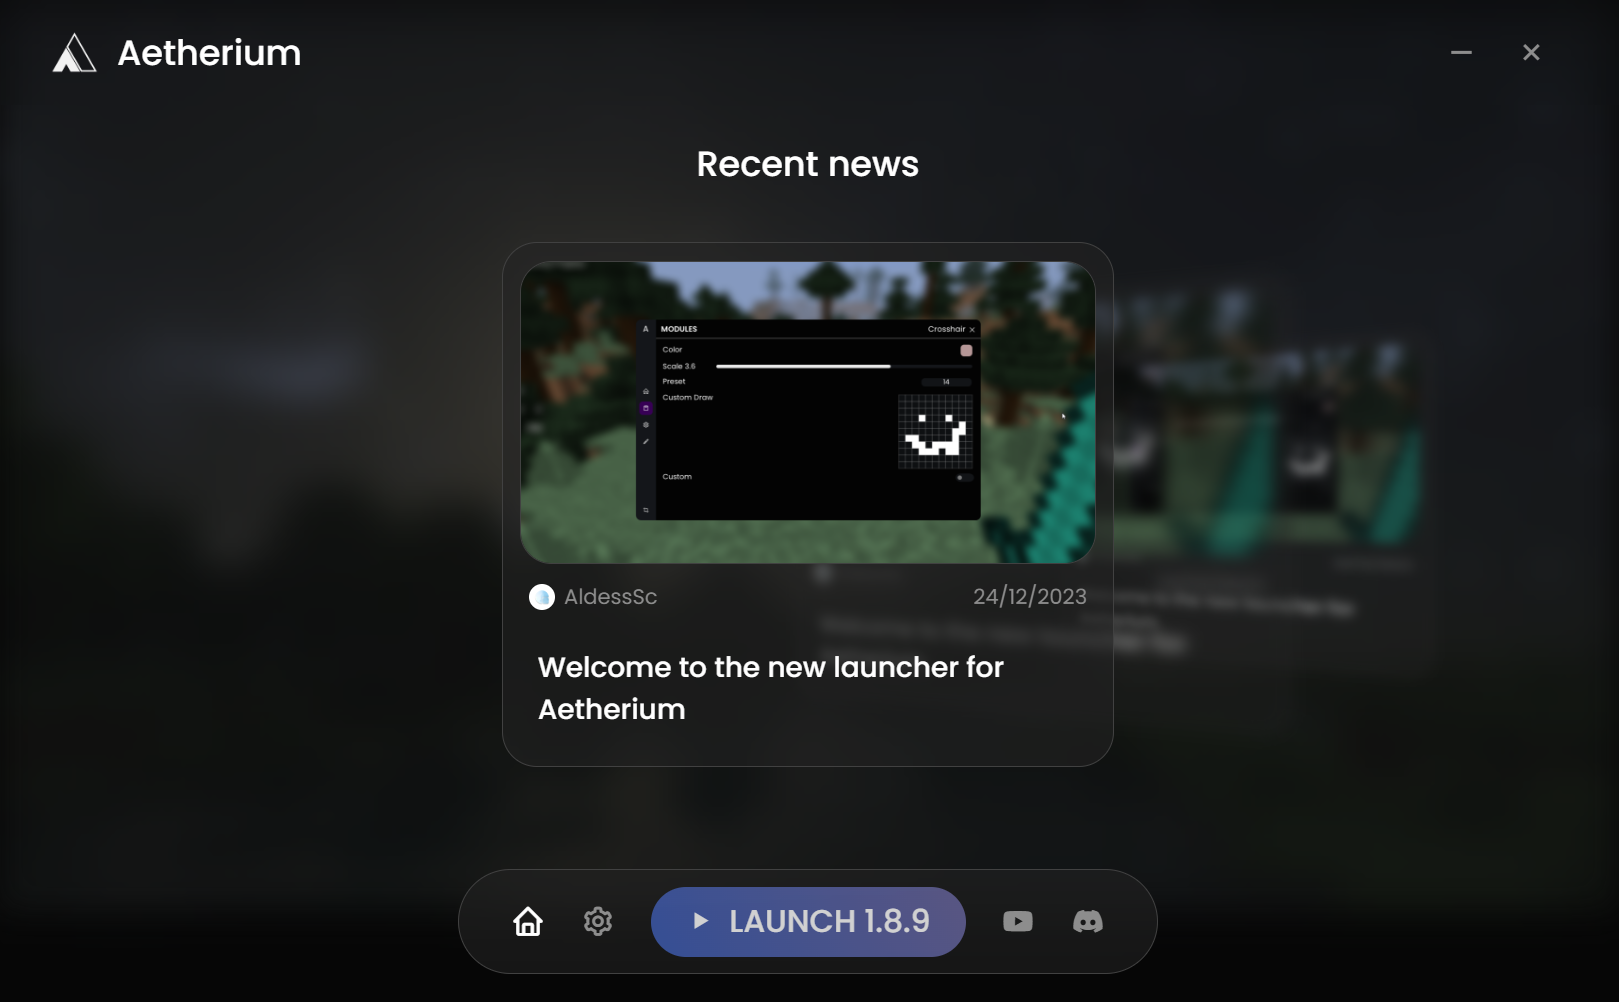 Aetherium
Recent news
A MODULES Crosshair ×
Color
Scale 3.6
Preset 14
Custom Draw
Custom
AldessSc 24/12/2023
Welcome to the new launcher for
Aetherium
LAUNCH 1.8.9